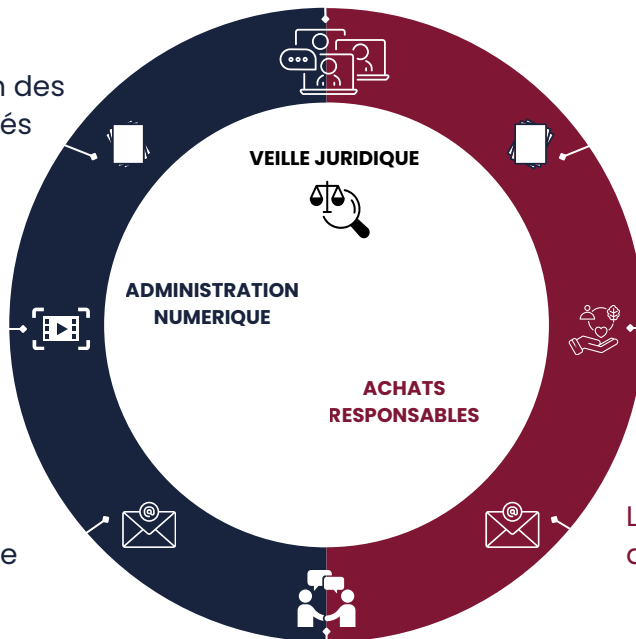 n des
és
VEILLE JURIDIQUE
ADMINISTRATION
NUMERIQUE
ACHATS
RESPONSABLES
e
L